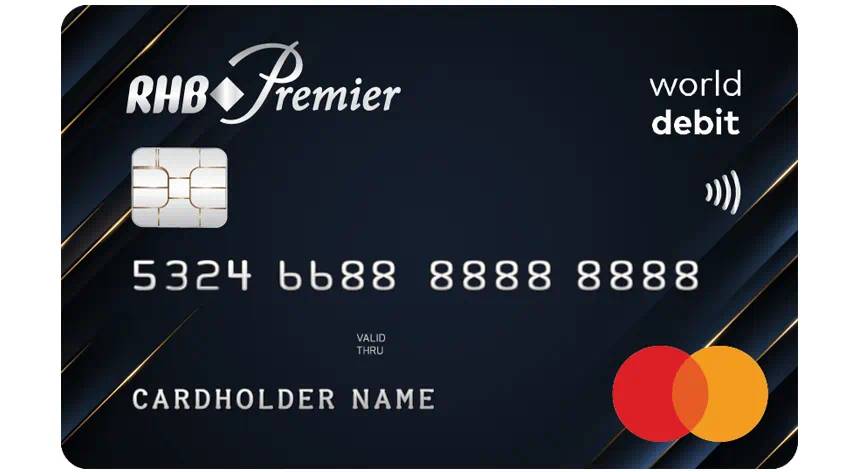 RHB Premier
world
debit
5324 6688 8888 8888
VALID
THRU
CARDHOLDER NAME